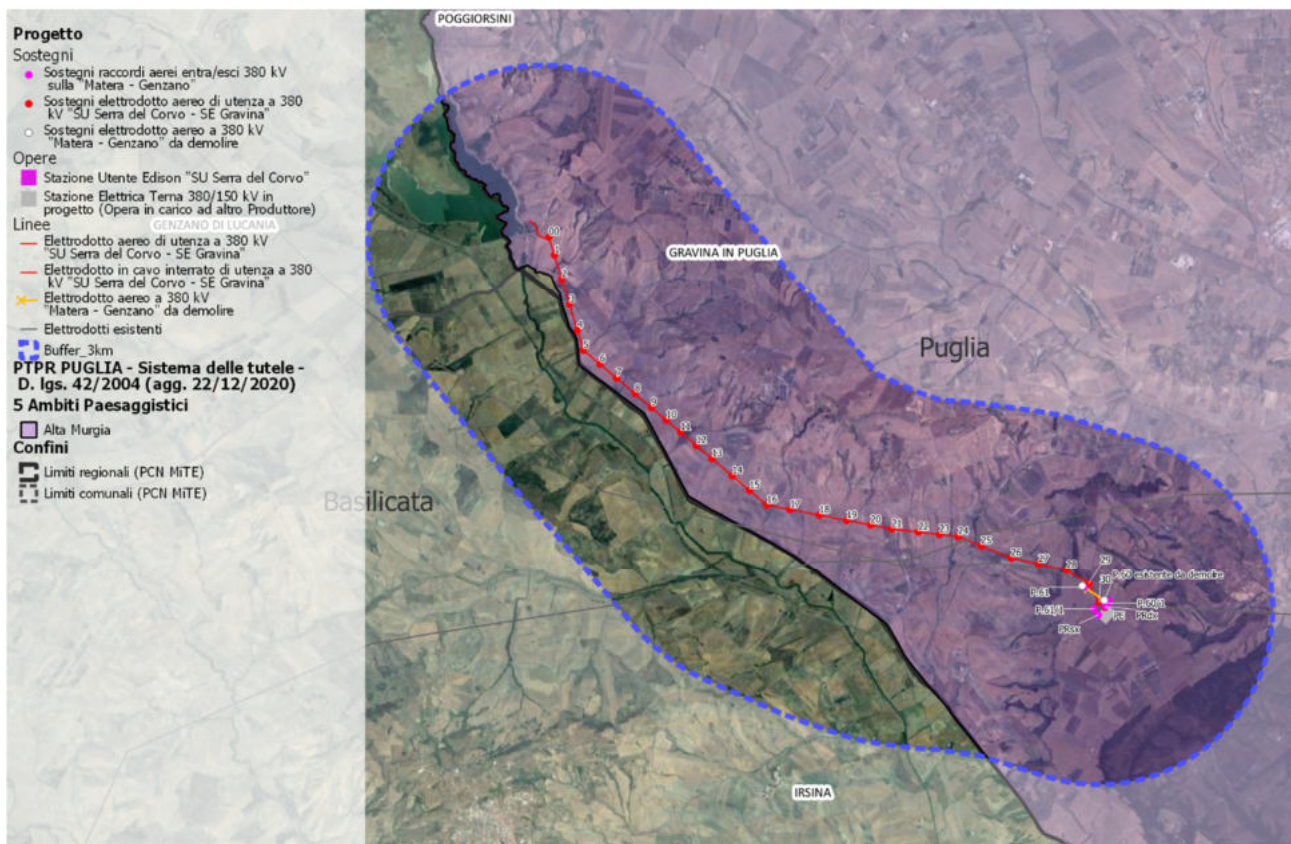 Progetto
Sostegni
Sostegni raccordi aerei entra/esci 380 kV
sulla "Matera - Genzano"
Sostegni elettrodotto aereo di utenza a 380
kV "SU Serra del Corvo - SE Gravina"
Sostegni elettrodotto aereo a 380 kV
"Matera - Genzano" da demolire
Opere
Stazione Utente Edison "SU Serra del Corvo"
Stazione Elettrica Terna 380/150 kV in
progetto (Opera in carico ad altro Produttore)
Linee
GENZANO DI LUCANIA
Elettrodotto aereo di utenza a 380 kV
"SU Serra del Corvo - SE Gravina"
Elettrodotto in cavo interrato di utenza a 380
kV "SU Serra del Corvo - SE Gravina"
Elettrodotto aereo a 380 kV
"Matera - Genzano" da demolire
Elettrodotti esistenti
Buffer_3km
PTPR PUGLIA - Sistema delle tutele -
D. lgs. 42/2004 (agg. 22/12/2020)
5 Ambiti Paesaggistici
Alta Murgia
Confini
Limiti regionali (PCN MiTE)
Limiti comunali (PCN MiTE)
POGGIORSINI
GRAVINA IN PUGLIA
Puglia
Basilicata
IRSINA
00
1
2
3
4
5
6
7
8
9
10
11
12
13
14
15
16
17
18
19
20
21
22
23
24
25
26
27
28
29
30
P.60 esistente da demolire
P.61
P.61/1
P.60/1
PRsx
PE
PRdx